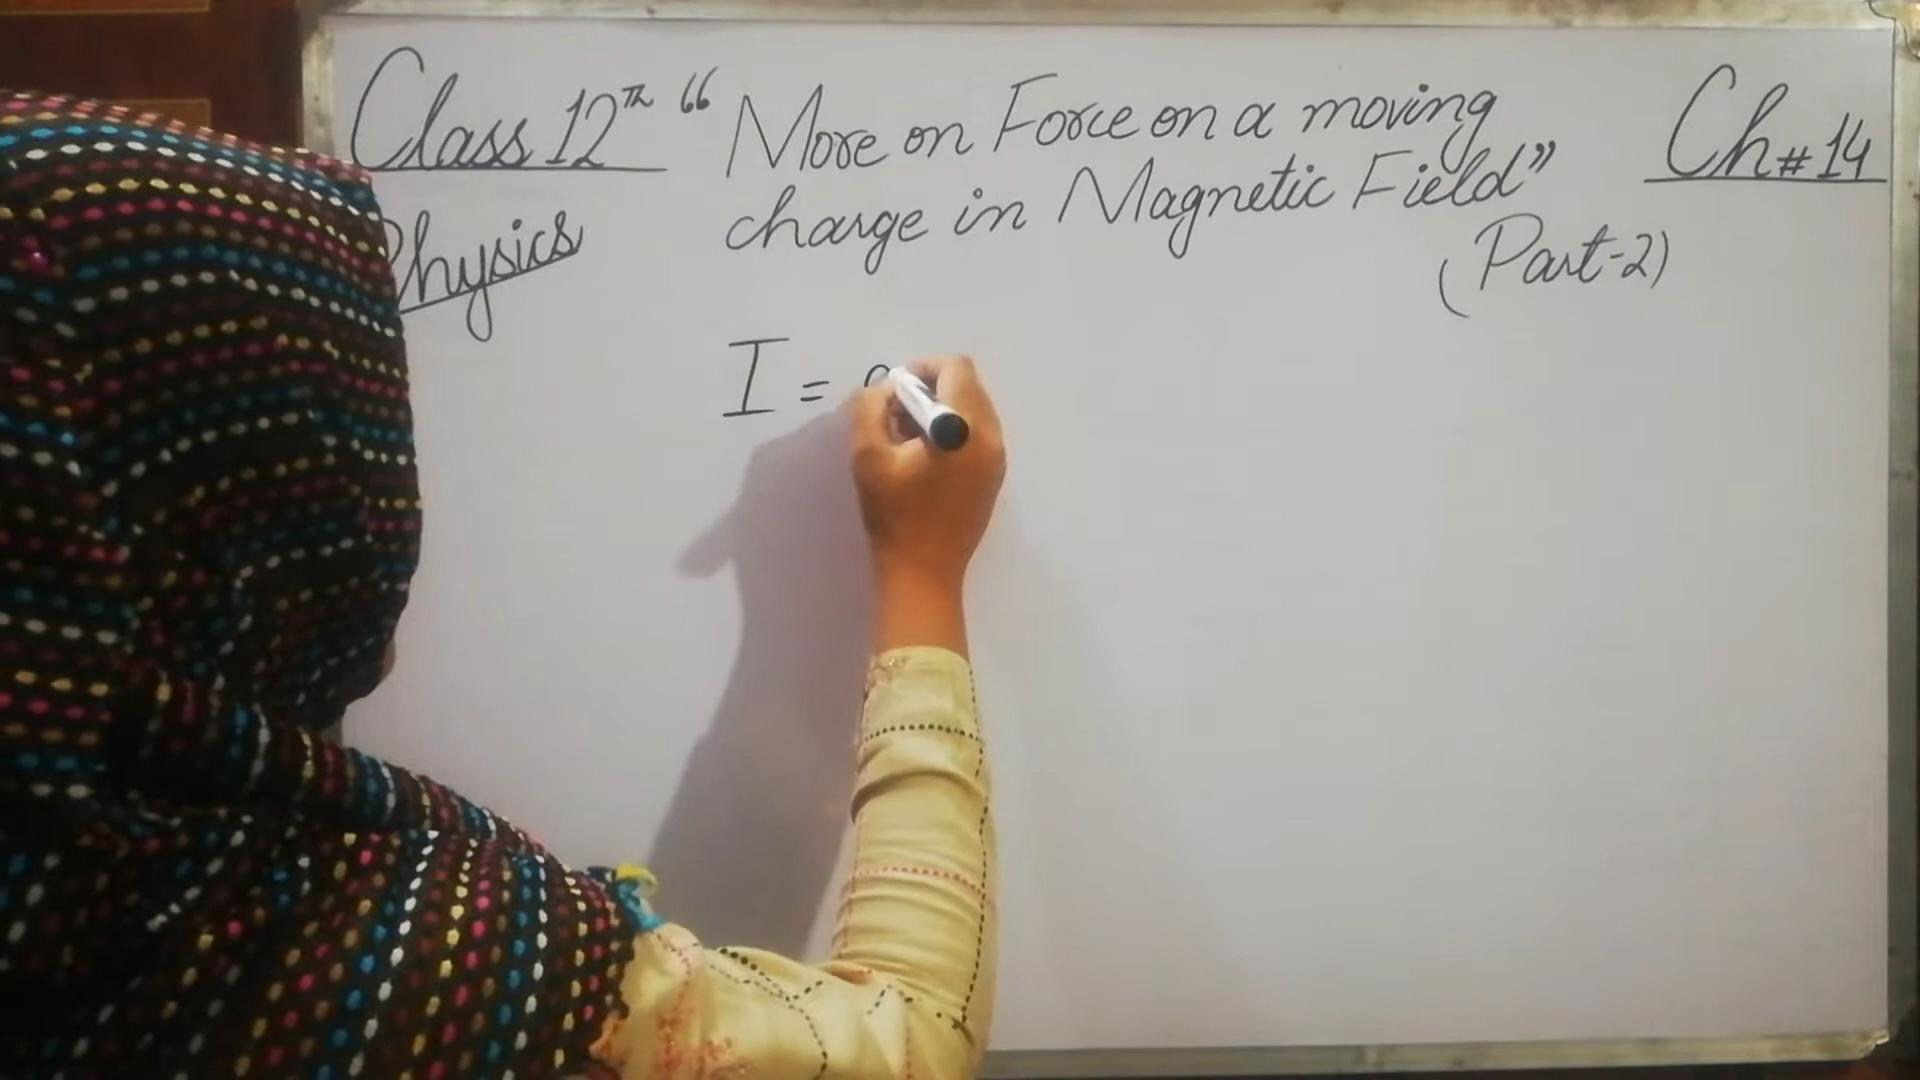 Class 12TH
Physics
“ More on Force on a moving
charge in Magnetic Field”
(Part-2)
Ch#14
I =